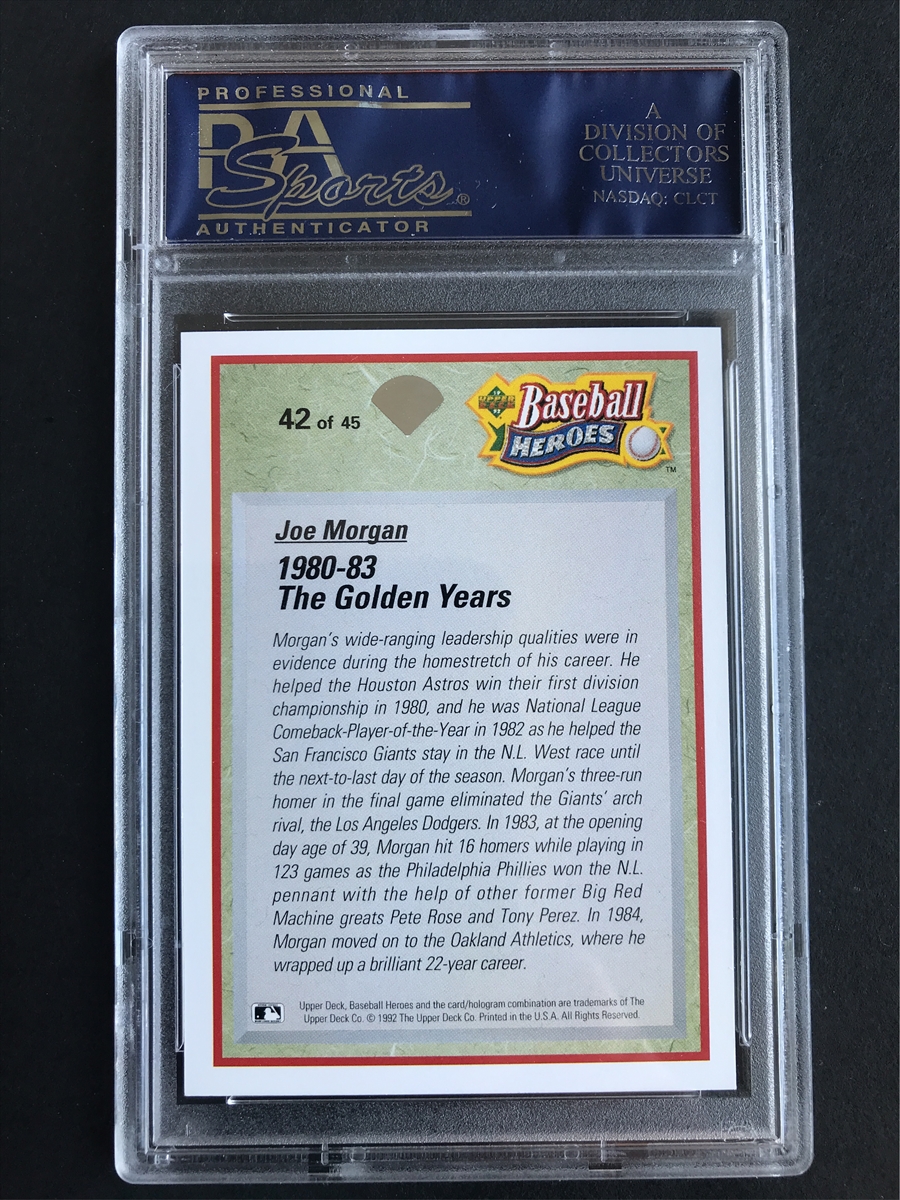 PROFESSIONAL
PSA
Sports®
AUTHENTICATOR
A
DIVISION OF
COLLECTORS
UNIVERSE
NASDAQ: CLCT
42 of 45
19
UPPER DECK
92
Baseball
HEROES
TM
Joe Morgan
1980-83
The Golden Years
Morgan's wide-ranging leadership qualities were in
evidence during the homestretch of his career. He
helped the Houston Astros win their first division
championship in 1980, and he was National League
Comeback-Player-of-the-Year in 1982 as he helped the
San Francisco Giants stay in the N.L. West race until
the next-to-last day of the season. Morgan's three-run
homer in the final game eliminated the Giants' arch
rival, the Los Angeles Dodgers. In 1983, at the opening
day age of 39, Morgan hit 16 homers while playing in
123 games as the Philadelphia Phillies won the N.L.
pennant with the help of other former Big Red
Machine greats Pete Rose and Tony Perez. In 1984,
Morgan moved on to the Oakland Athletics, where he
wrapped up a brilliant 22-year career.
Upper Deck, Baseball Heroes and the card/hologram combination are trademarks of The
Upper Deck Co. © 1992 The Upper Deck Co. Printed in the U.S.A. All Rights Reserved.